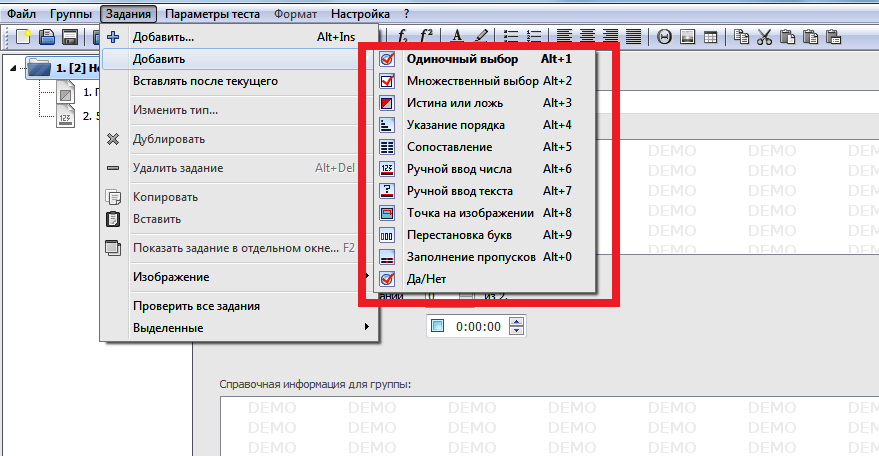 Файл Группы Задания Параметры теста Формат Настройка ?
Добавить... Alt+Ins
Добавить
Вставлять после текущего
Изменить тип...
Дублировать
Удалить задание Alt+Del
Копировать
Вставить
Показать задание в отдельном окне... F2
Изображение
Проверить все задания
Выделенные
Одиночный выбор Alt+1
Множественный выбор Alt+2
Истина или ложь Alt+3
Указание порядка Alt+4
Сопоставление Alt+5
Ручной ввод числа Alt+6
Ручной ввод текста Alt+7
Точка на изображении Alt+8
Перестановка букв Alt+9
Заполнение пропусков Alt+0
Да/Нет
1. [2]
1.
2.
DEMO DEMO DEMO
DEMO DEMO DEMO
DEMO DEMO DEMO
DEMO DEMO DEMO
DEMO DEMO DEMO
из 2.
0:00:00
Справочная информация для группы:
DEMO DEMO DEMO DEMO DEMO DEMO DEMO
DEMO DEMO DEMO DEMO DEMO DEMO DEMO
DEMO DEMO DEMO DEMO DEMO DEMO DEMO